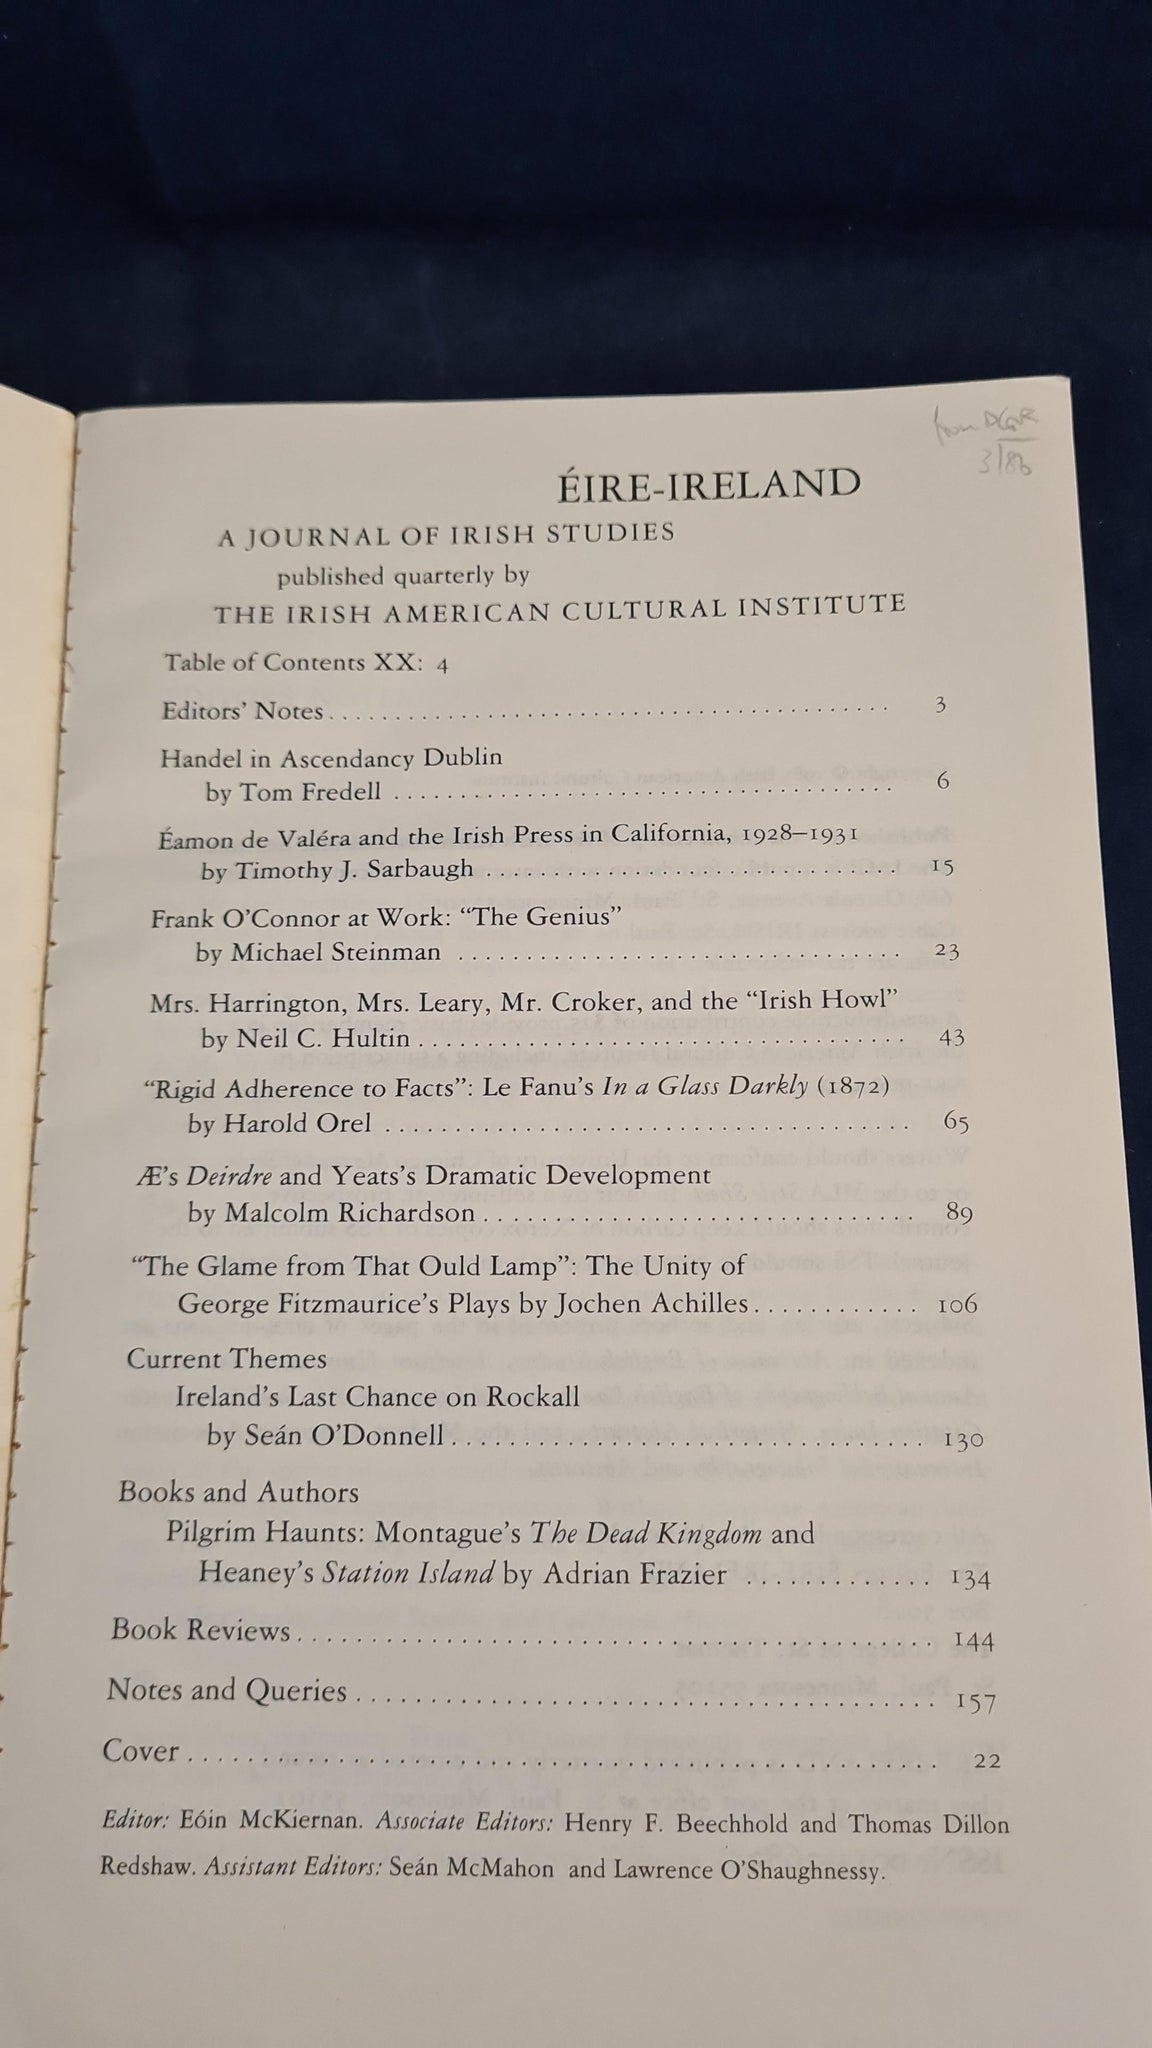 from
3/86
ÉIRE-IRELAND
A JOURNAL OF IRISH STUDIES
published quarterly by
THE IRISH AMERICAN CULTURAL INSTITUTE
Table of Contents XX: 4
Editors' Notes........................................... 3
Handel in Ascendancy Dublin
by Tom Fredell ...................................... 6
Éamon de Valéra and the Irish Press in California, 1928–1931
by Timothy J. Sarbaugh ................................ 15
Frank O'Connor at Work: “The Genius”
by Michael Steinman .................................. 23
Mrs. Harrington, Mrs. Leary, Mr. Croker, and the “Irish Howl”
by Neil C. Hultin..................................... 43
“Rigid Adherence to Facts”: Le Fanu's In a Glass Darkly (1872)
by Harold Orel ....................................... 65
Æ's Deirdre and Yeats's Dramatic Development
by Malcolm Richardson................................. 89
“The Glame from That Ould Lamp”: The Unity of
George Fitzmaurice's Plays by Jochen Achilles............. 106
Current Themes
Ireland's Last Chance on Rockall
by Seán O'Donnell.................................... 130
Books and Authors
Pilgrim Haunts: Montague's The Dead Kingdom and
Heaney's Station Island by Adrian Frazier .............. 134
Book Reviews............................................ 144
Notes and Queries........................................ 157
Cover................................................... 22
Editor: Eóin McKiernan. Associate Editors: Henry F. Beechhold and Thomas Dillon
Redshaw. Assistant Editors: Seán McMahon and Lawrence O'Shaughnessy.